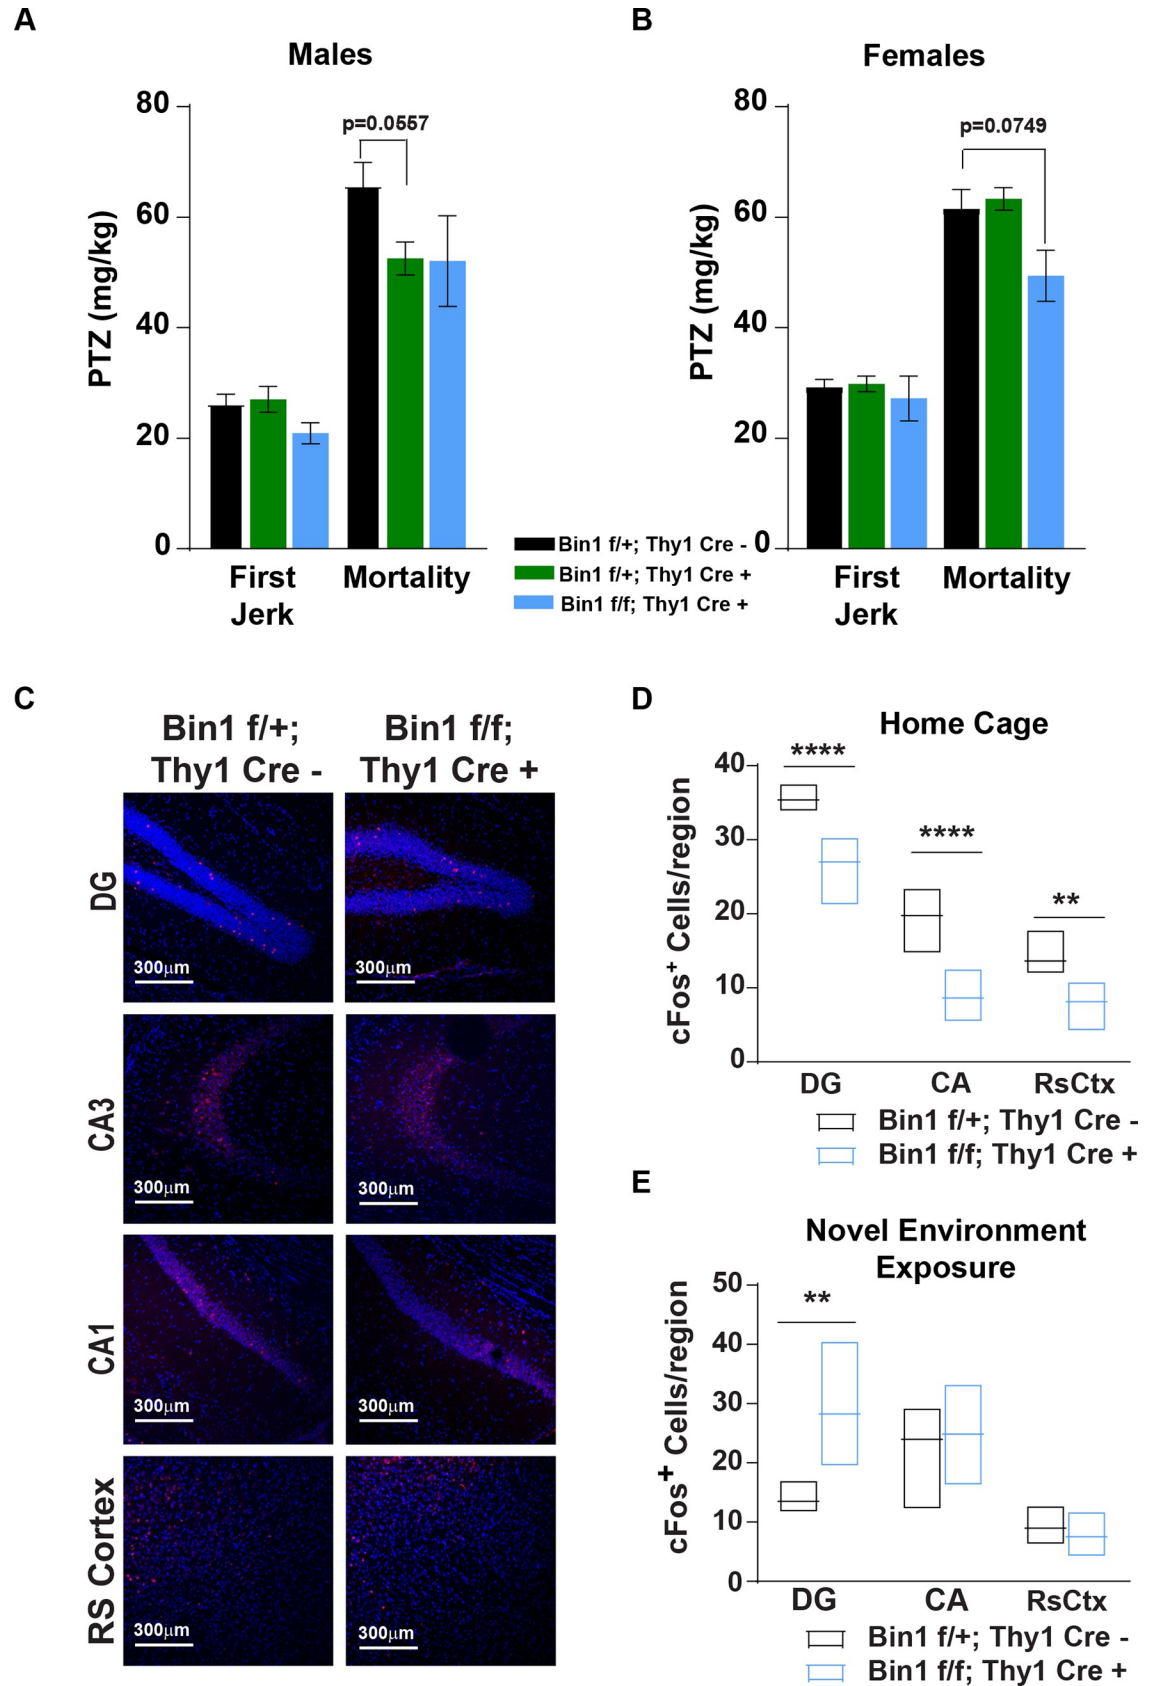 A
Males
80
60
40
20
0
PTZ (mg/kg)
p=0.0557
First
Jerk
Mortality
B
Females
80
60
40
20
0
PTZ (mg/kg)
p=0.0749
First
Jerk
Mortality
Bin1 f/+; Thy1 Cre -
Bin1 f/+; Thy1 Cre +
Bin1 f/f; Thy1 Cre +
C
Bin1 f/+;
Thy1 Cre -
Bin1 f/f;
Thy1 Cre +
DG
300µm
300µm
CA3
300µm
300µm
CA1
300µm
300µm
RS Cortex
300µm
300µm
D
Home Cage
40
30
20
10
0
cFos+ Cells/region
****
****
**
DG
CA
RsCtx
Bin1 f/+; Thy1 Cre -
Bin1 f/f; Thy1 Cre +
E
Novel Environment
Exposure
50
40
30
20
10
0
cFos+ Cells/region
**
DG
CA
RsCtx
Bin1 f/+; Thy1 Cre -
Bin1 f/f; Thy1 Cre +